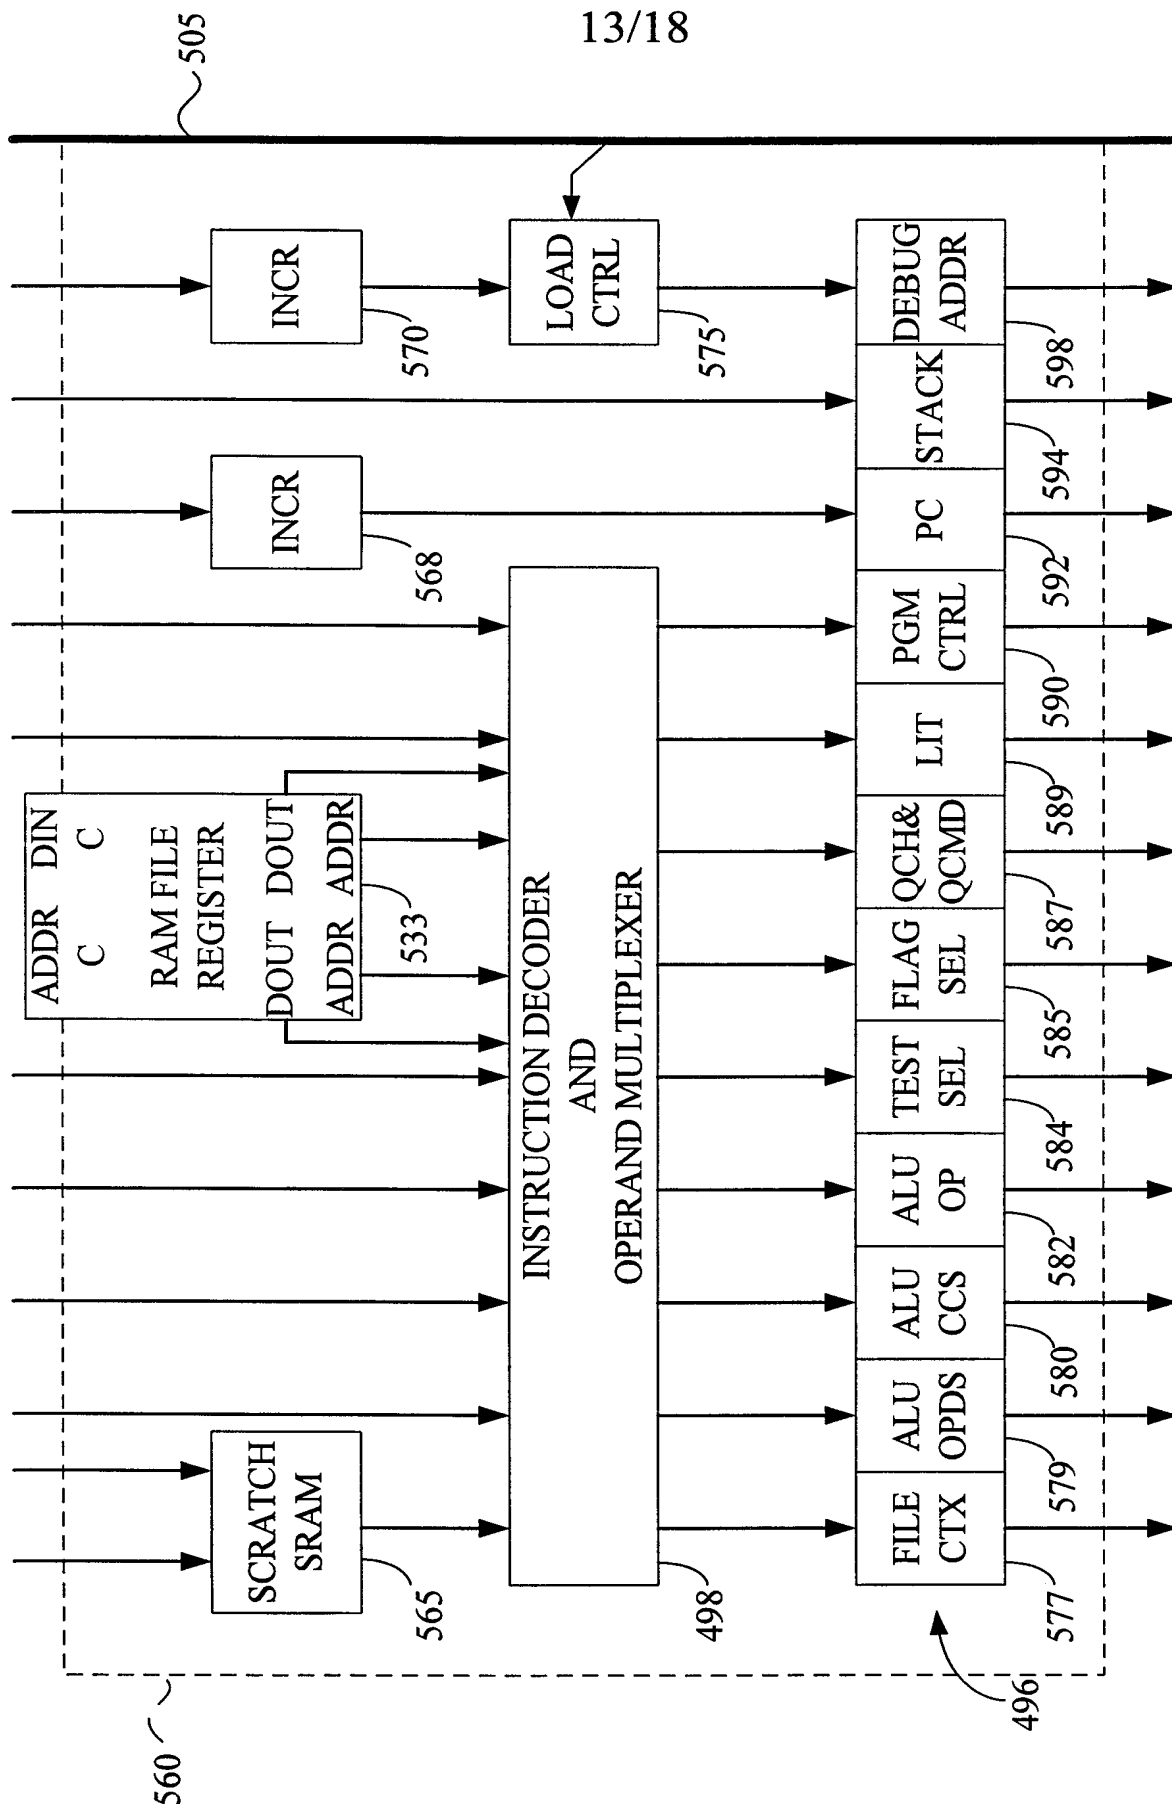 13/18
505
560
SCRATCH
SRAM
565
ADDR DIN
C C
RAM FILE
REGISTER
DOUT DOUT
ADDR ADDR
533
INCR
568
INCR
570
INSTRUCTION DECODER
AND
OPERAND MULTIPLEXER
498
LOAD
CTRL
575
FILE
CTX
577
ALU
OPDS
579
ALU
CCS
580
ALU
OP
582
TEST
SEL
584
FLAG
SEL
585
QCH&
QCMD
587
LIT
589
PGM
CTRL
590
PC
592
STACK
594
DEBUG
ADDR
598
496